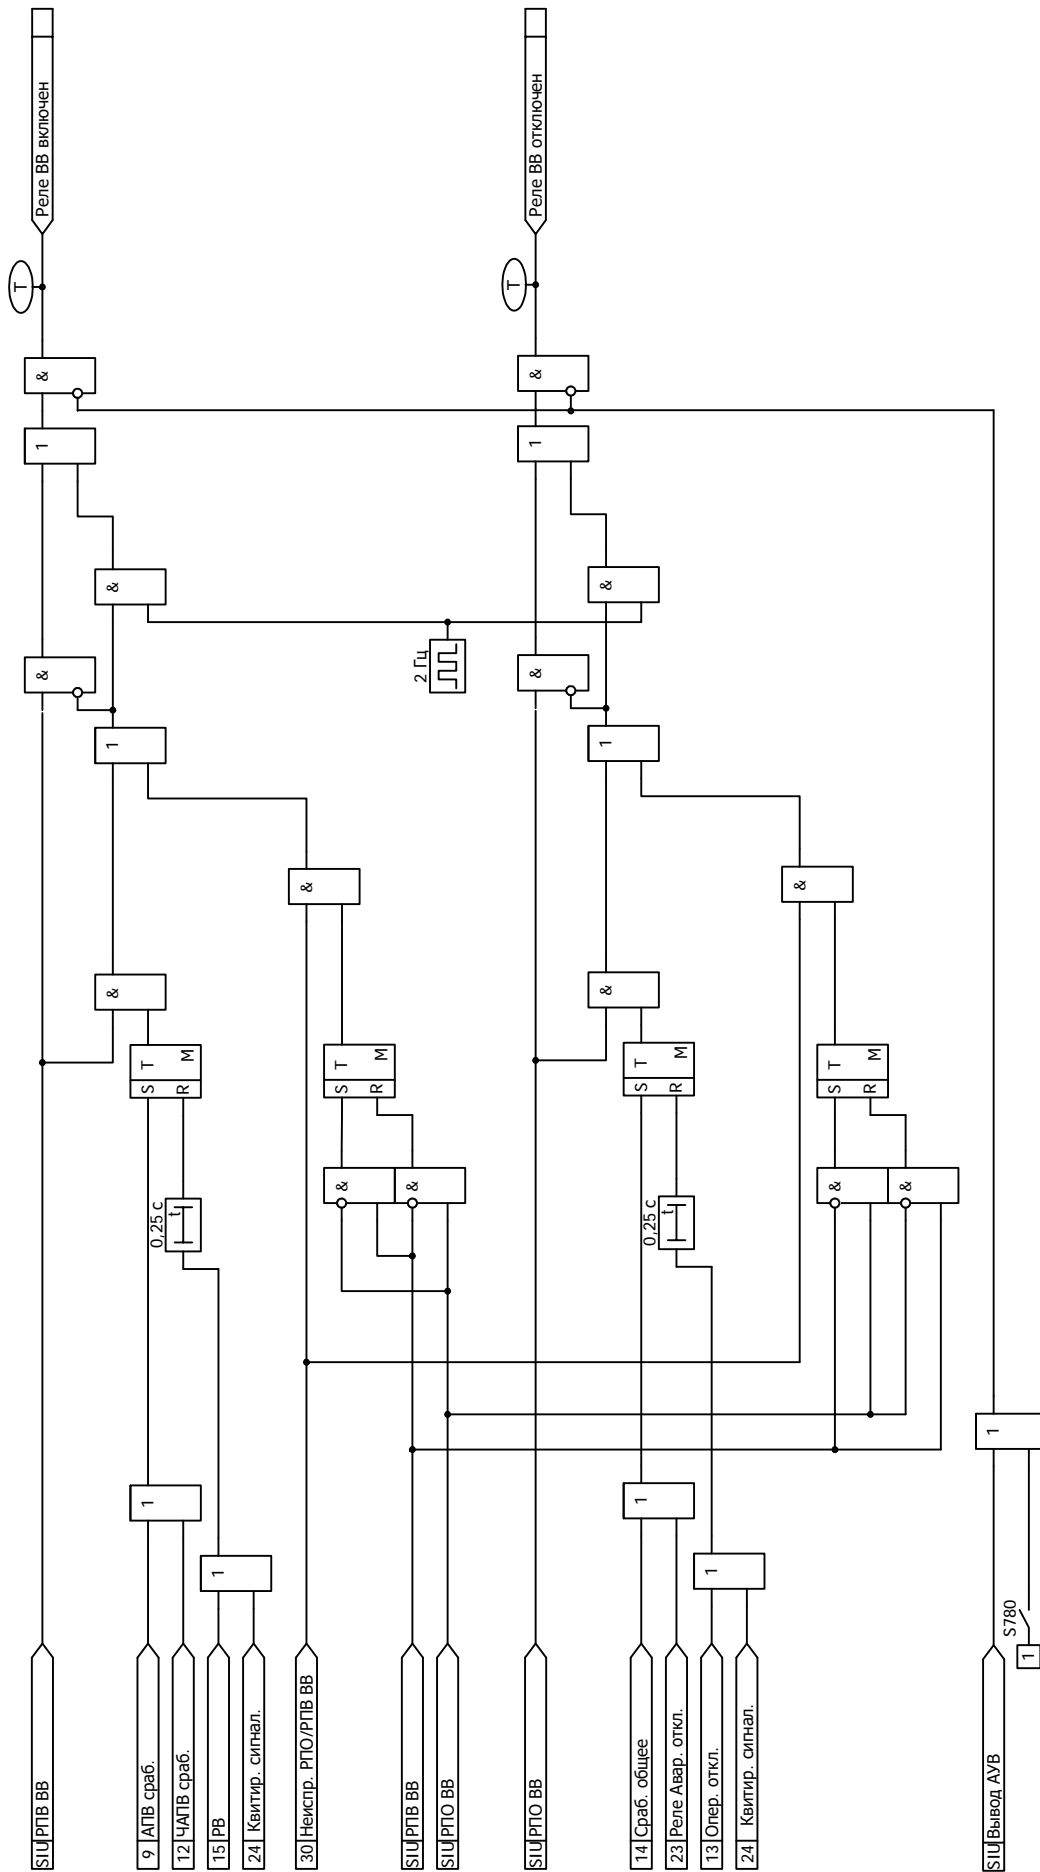 SIU РПВ ВВ
9 АПВ сраб.
12 ЧАПВ сраб.
15 РВ
24 Квитир. сигнал.
30 Неиспр. РПО/РПВ ВВ
SIU РПВ ВВ
SIU РПО ВВ
SIU РПО ВВ
14 Сраб. общее
23 Реле Авар. откл.
13 Опер. откл.
24 Квитир. сигнал.
SIU Вывод АУВ
1
S780
1
1
1
1
1
0,25 с
t
0,25 с
t
&
&
&
&
S T
R M
S T
R M
S T
R M
S T
R M
&
&
&
&
1
1
2 Гц
&
&
&
&
1
1
&
&
T
T
Реле ВВ включен
Реле ВВ отключен